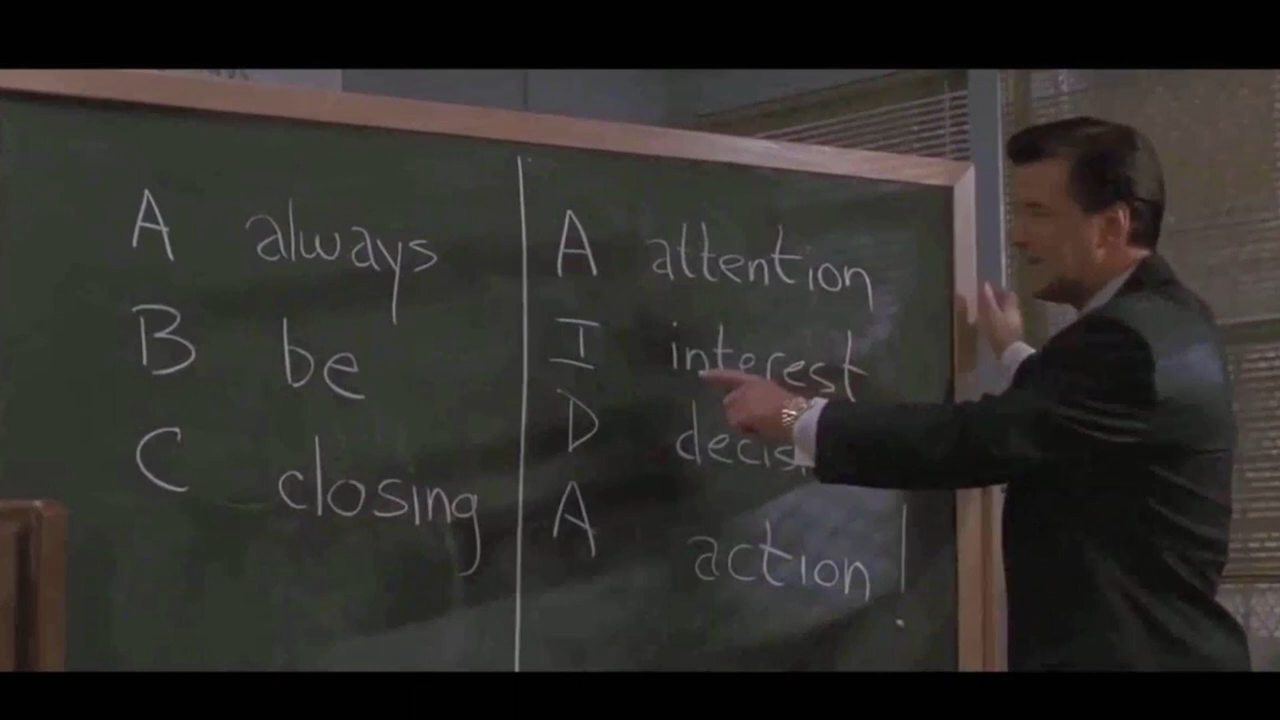 A always
B be
C closing
A attention
I interest
D
A action!